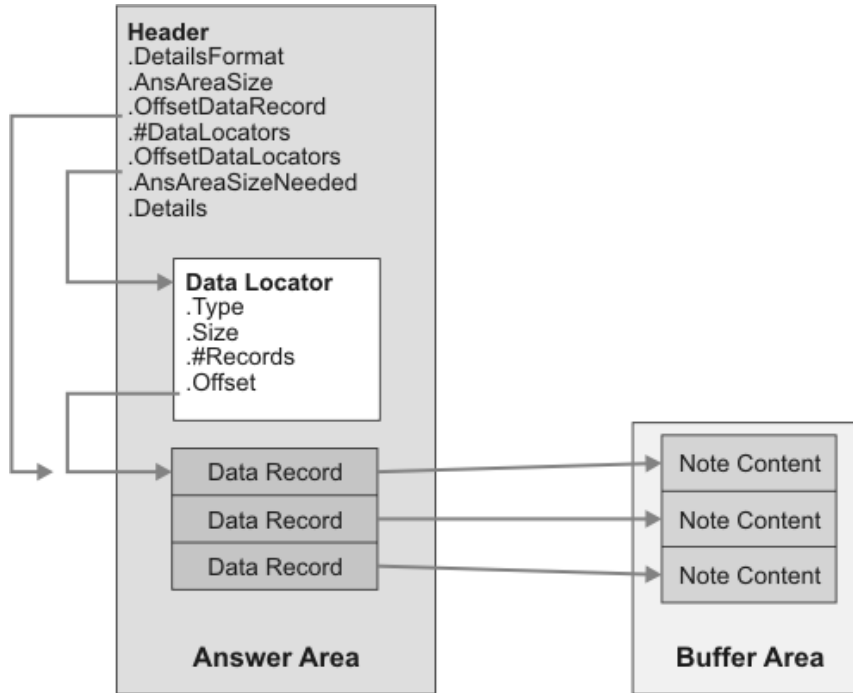 Header
.DetailsFormat
.AnsAreaSize
.OffsetDataRecord
.#DataLocators
.OffsetDataLocators
.AnsAreaSizeNeeded
.Details
Data Locator
.Type
.Size
.#Records
.Offset
Data Record
Data Record
Data Record
Answer Area
Note Content
Note Content
Note Content
Buffer Area